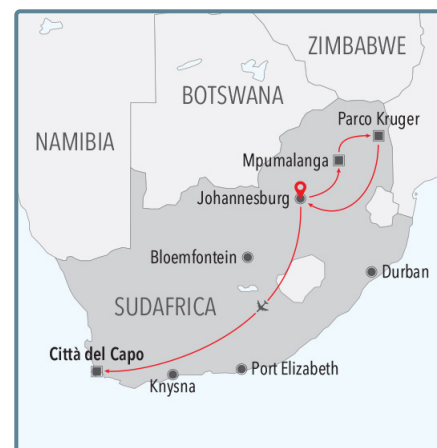 ZIMBABWE
BOTSWANA
Parco Kruger
NAMIBIA
Mpumalanga
Johannesburg
Bloemfontein
Durban
SUDAFRICA
Città del Capo
Port Elizabeth
Knysna